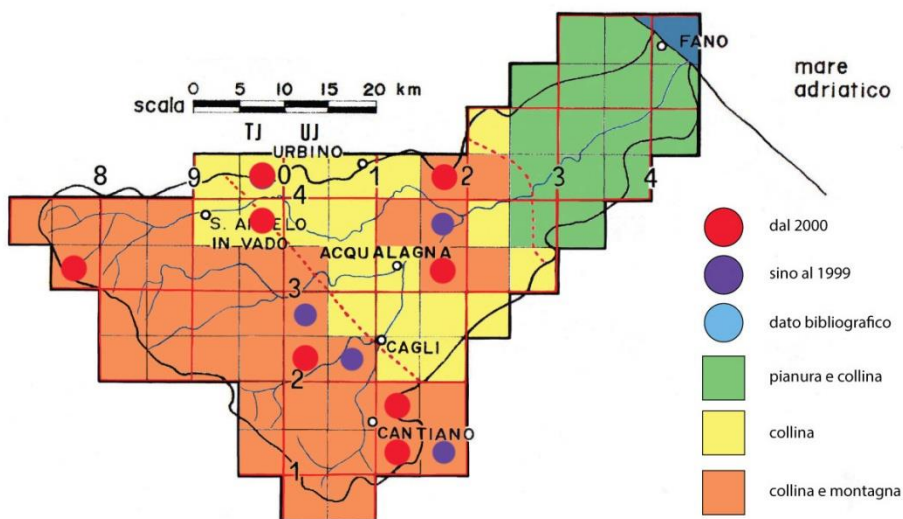 FANO
mare
adriatico
0 5 10 15 20 km
scala
TJ UJ
URBINO
8 9 0 1 2 3 4
4
S. ANGELO
IN VADO
ACQUALAGNA
3
CAGLI
2
CANTIANO
1
dal 2000
sino al 1999
dato bibliografico
pianura e collina
collina
collina e montagna